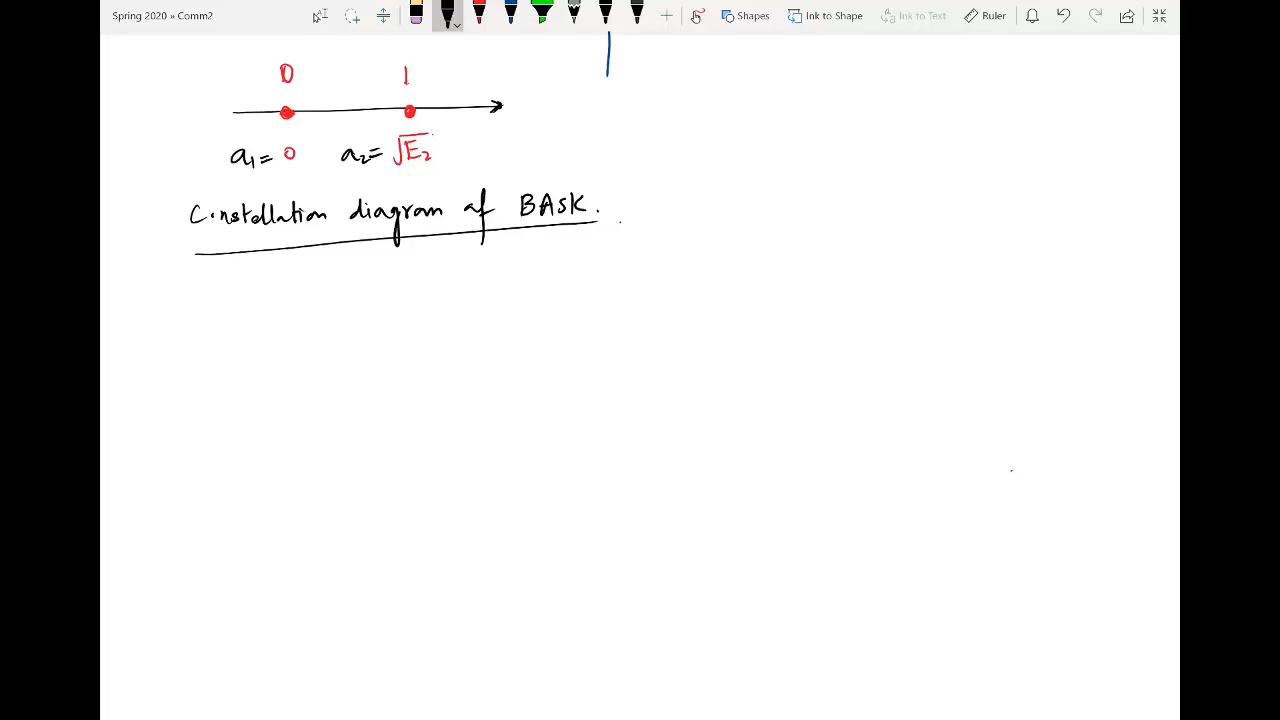 Spring 2020 » Comm2
Shapes
Ink to Shape
Ink to Text
Ruler
0 1
a₁= 0 a₂= √E₂
Constellation diagram of BASK.